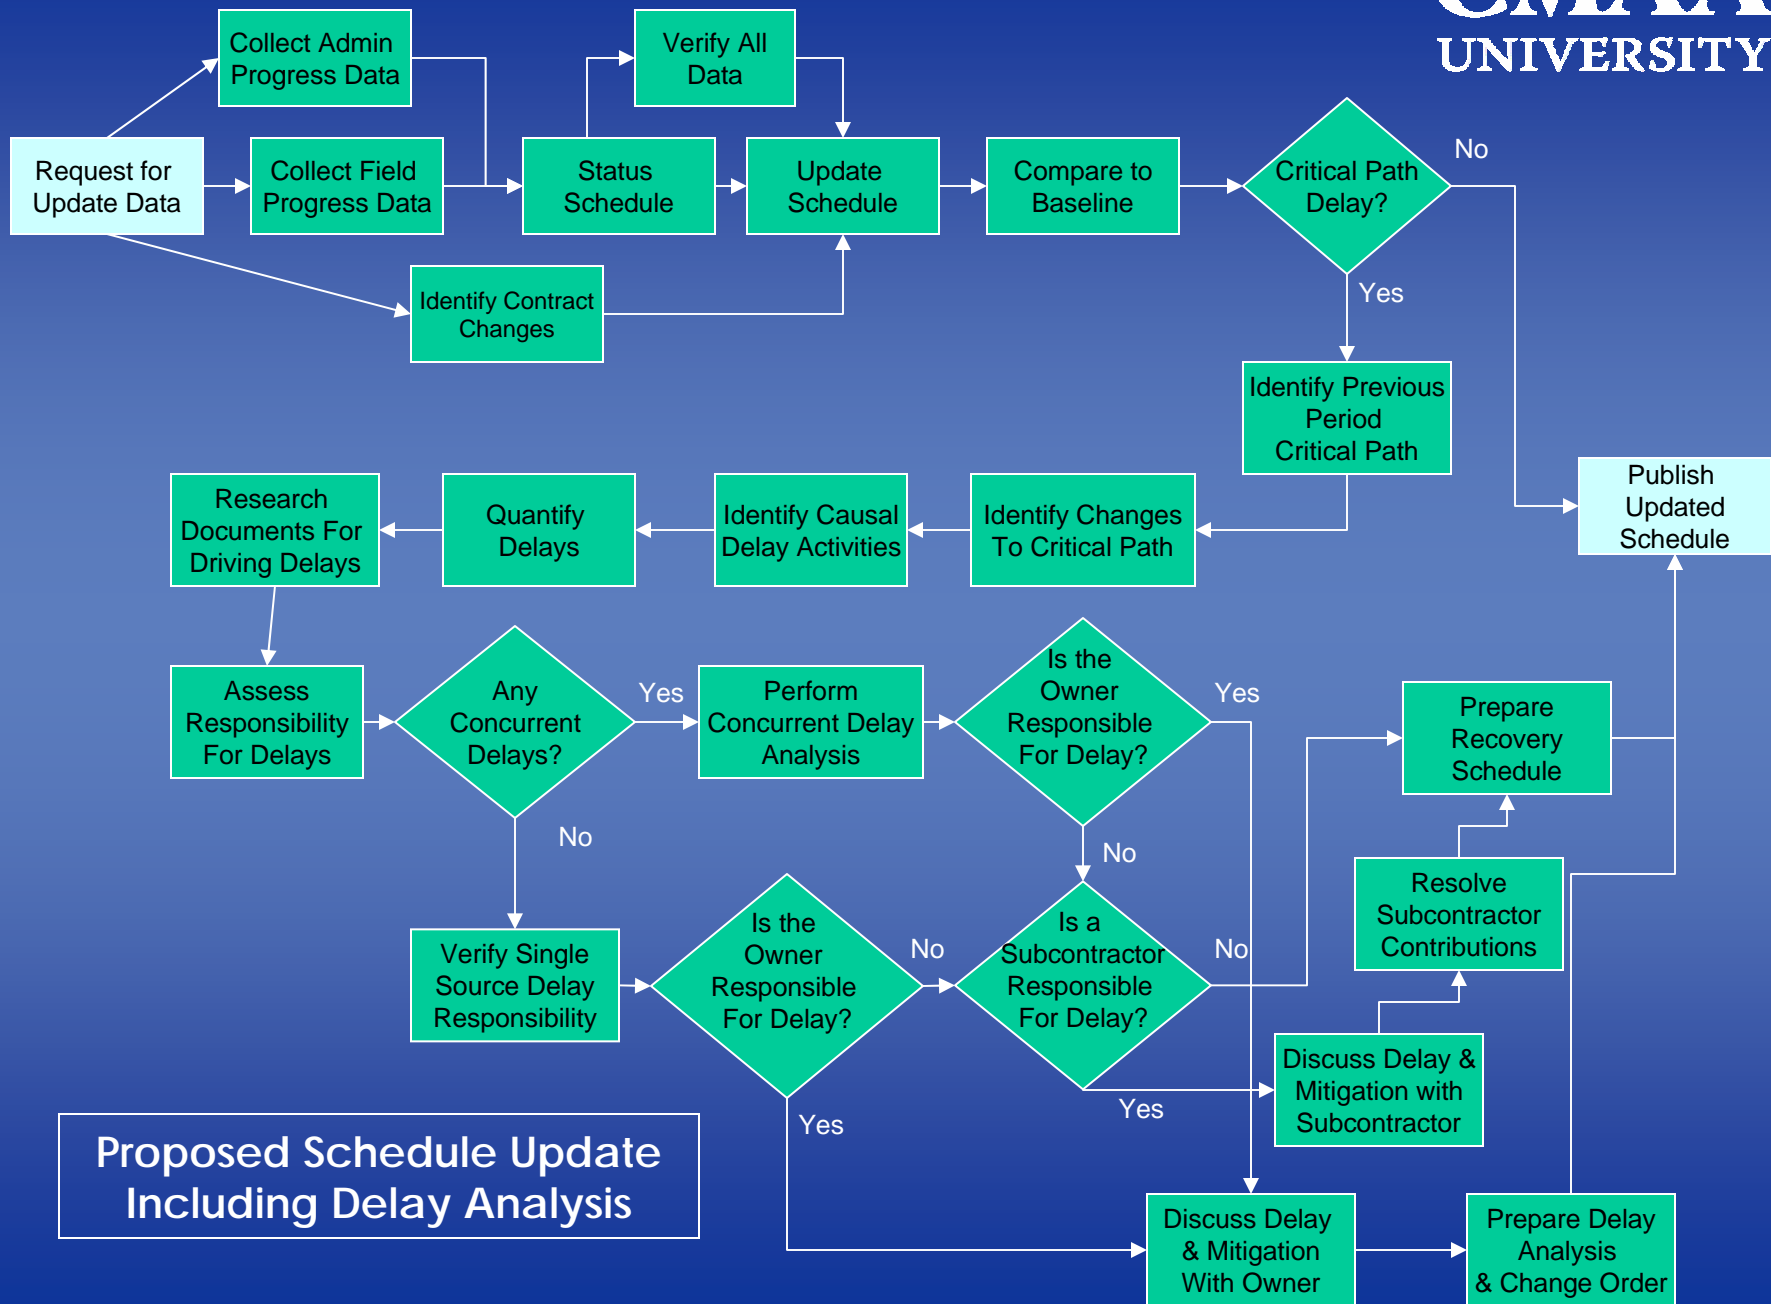 UNIVERSITY
Collect Admin
Progress Data
Verify All
Data
Request for
Update Data
Collect Field
Progress Data
Status
Schedule
Update
Schedule
Compare to
Baseline
Critical Path
Delay?
No
Yes
Identify Contract
Changes
Identify Previous
Period
Critical Path
Publish
Updated
Schedule
Research
Documents For
Driving Delays
Quantify
Delays
Identify Causal
Delay Activities
Identify Changes
To Critical Path
Assess
Responsibility
For Delays
Any
Concurrent
Delays?
Yes
No
Perform
Concurrent Delay
Analysis
Is the
Owner
Responsible
For Delay?
Yes
No
Prepare
Recovery
Schedule
Resolve
Subcontractor
Contributions
Verify Single
Source Delay
Responsibility
Is the
Owner
Responsible
For Delay?
No
Yes
Is a
Subcontractor
Responsible
For Delay?
No
Yes
Discuss Delay &
Mitigation with
Subcontractor
Proposed Schedule Update
Including Delay Analysis
Discuss Delay
& Mitigation
With Owner
Prepare Delay
Analysis
& Change Order